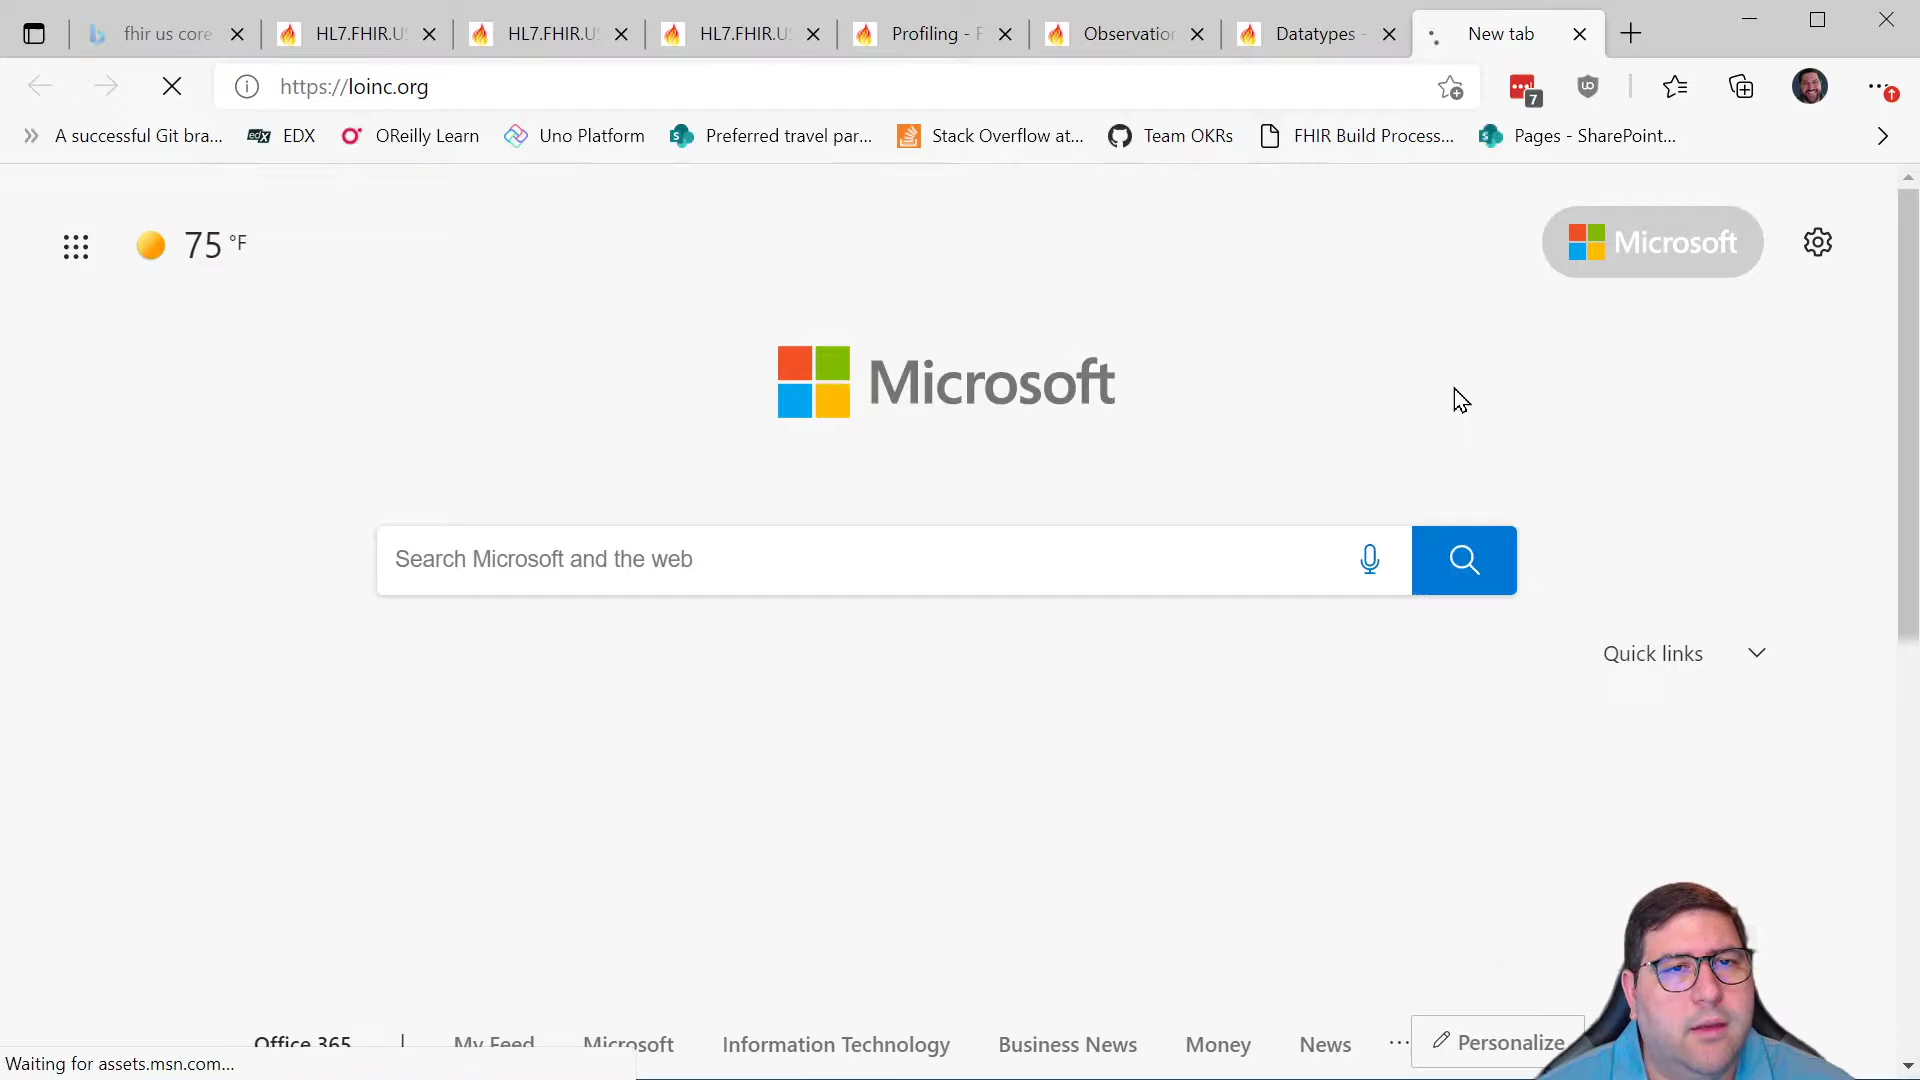 fhir us core
HL7.FHIR.U
HL7.FHIR.U
HL7.FHIR.U
Profiling - F
Observation
Datatypes -
New tab
https://loinc.org
7
A successful Git bra...
edx EDX
OReilly Learn
Uno Platform
Preferred travel par...
Stack Overflow at...
Team OKRs
FHIR Build Process...
Pages - SharePoint...
75 °F
Microsoft
Microsoft
Search Microsoft and the web
Quick links
Office 365
My Feed
Microsoft
Information Technology
Business News
Money
News
...
Personalize
Waiting for assets.msn.com...